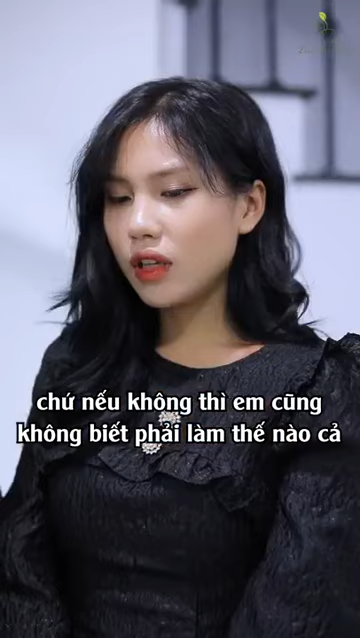 chứ nếu không thì em cũng
không biết phải làm thế nào cả